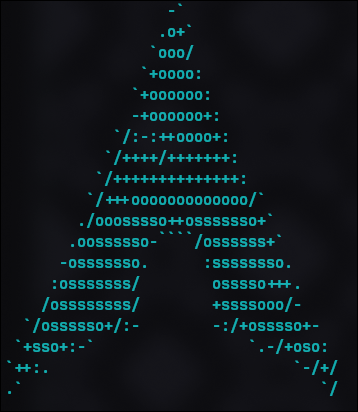 -`
                  .o+`
                 `ooo/
                `+oooo:
               `+oooooo:
               -+oooooo+:
             `/:-:++oooo+:
            `/++++/+++++++:
           `/++++++++++++++:
          `/+++ooooooooooooo/`
         ./ooosssso++osssssso+`
        .oossssso-````/ossssss+`
       -osssssso.      :ssssssso.
      :osssssss/        osssso+++.
     /ossssssss/        +ssssooo/-
   `/ossssso+/:-        -:/+osssso+-
  `+sso+:-`                 `.-/+oso:
 `++:.                           `-/+/
 .`                                 `/